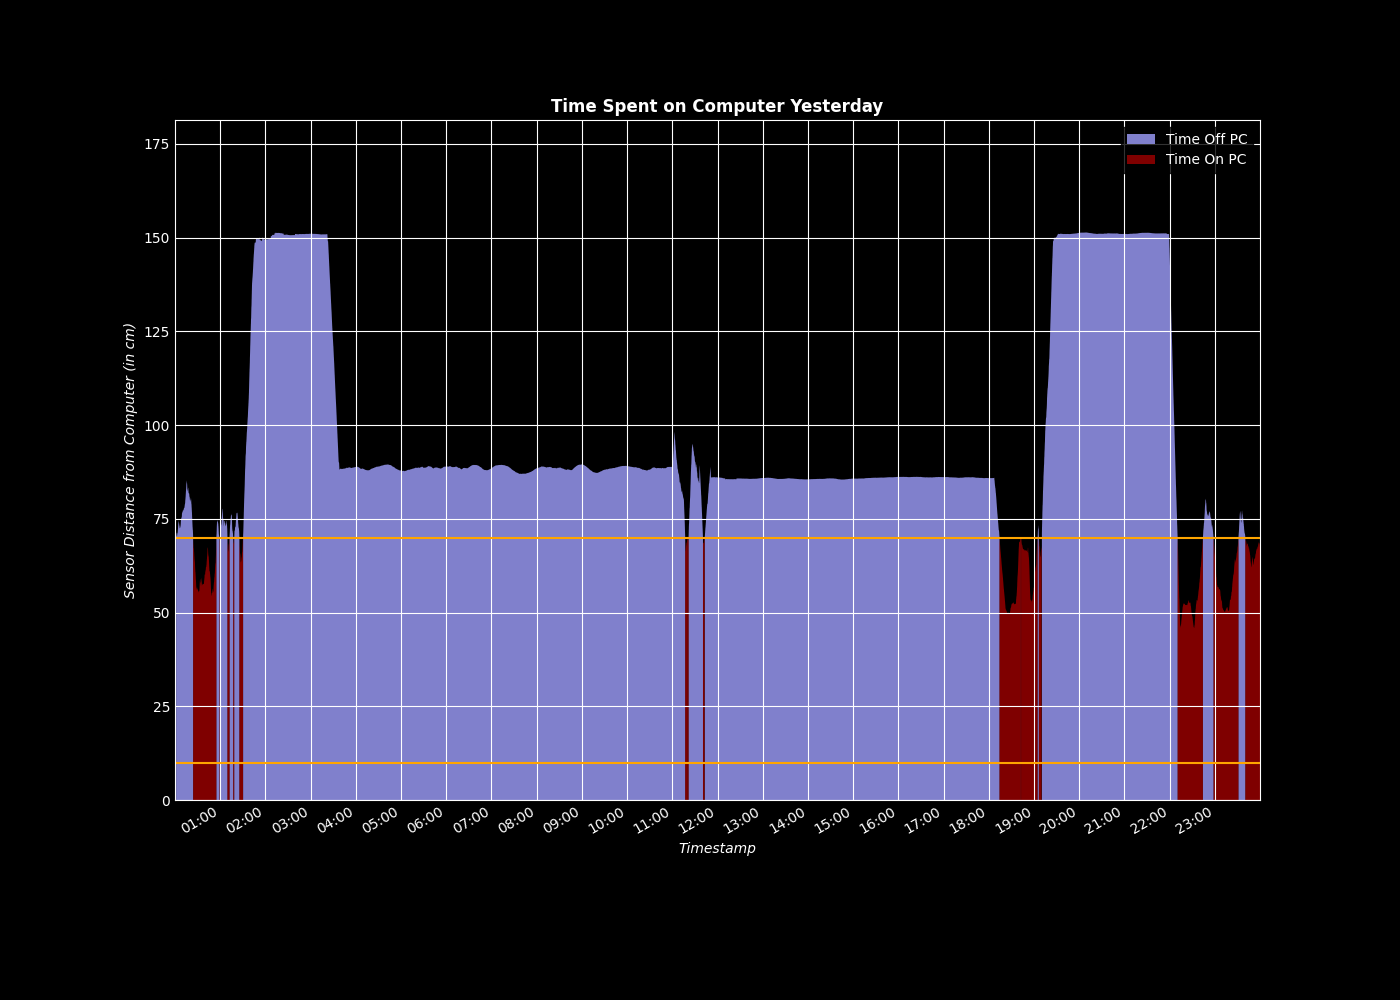 Time Spent on Computer Yesterday
Time Off PC
Time On PC
Sensor Distance from Computer (in cm)
175
150
125
100
75
50
25
0
01:00 02:00 03:00 04:00 05:00 06:00 07:00 08:00 09:00 10:00 11:00 12:00 13:00 14:00 15:00 16:00 17:00 18:00 19:00 20:00 21:00 22:00 23:00
Timestamp